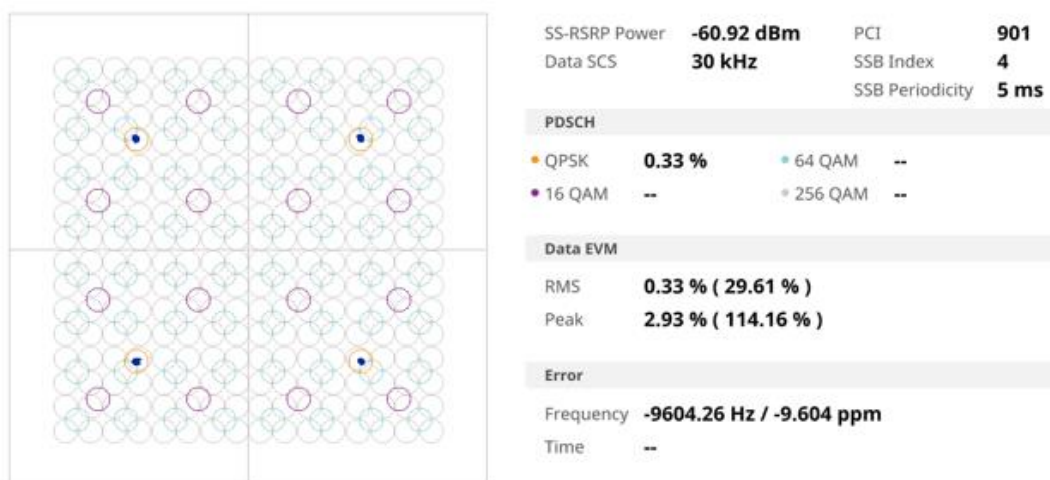 SS-RSRP Power -60.92 dBm PCI 901
Data SCS 30 kHz SSB Index 4
SSB Periodicity 5 ms
PDSCH
QPSK 0.33 % 64 QAM --
16 QAM -- 256 QAM --
Data EVM
RMS 0.33 % ( 29.61 % )
Peak 2.93 % ( 114.16 % )
Error
Frequency -9604.26 Hz / -9.604 ppm
Time --